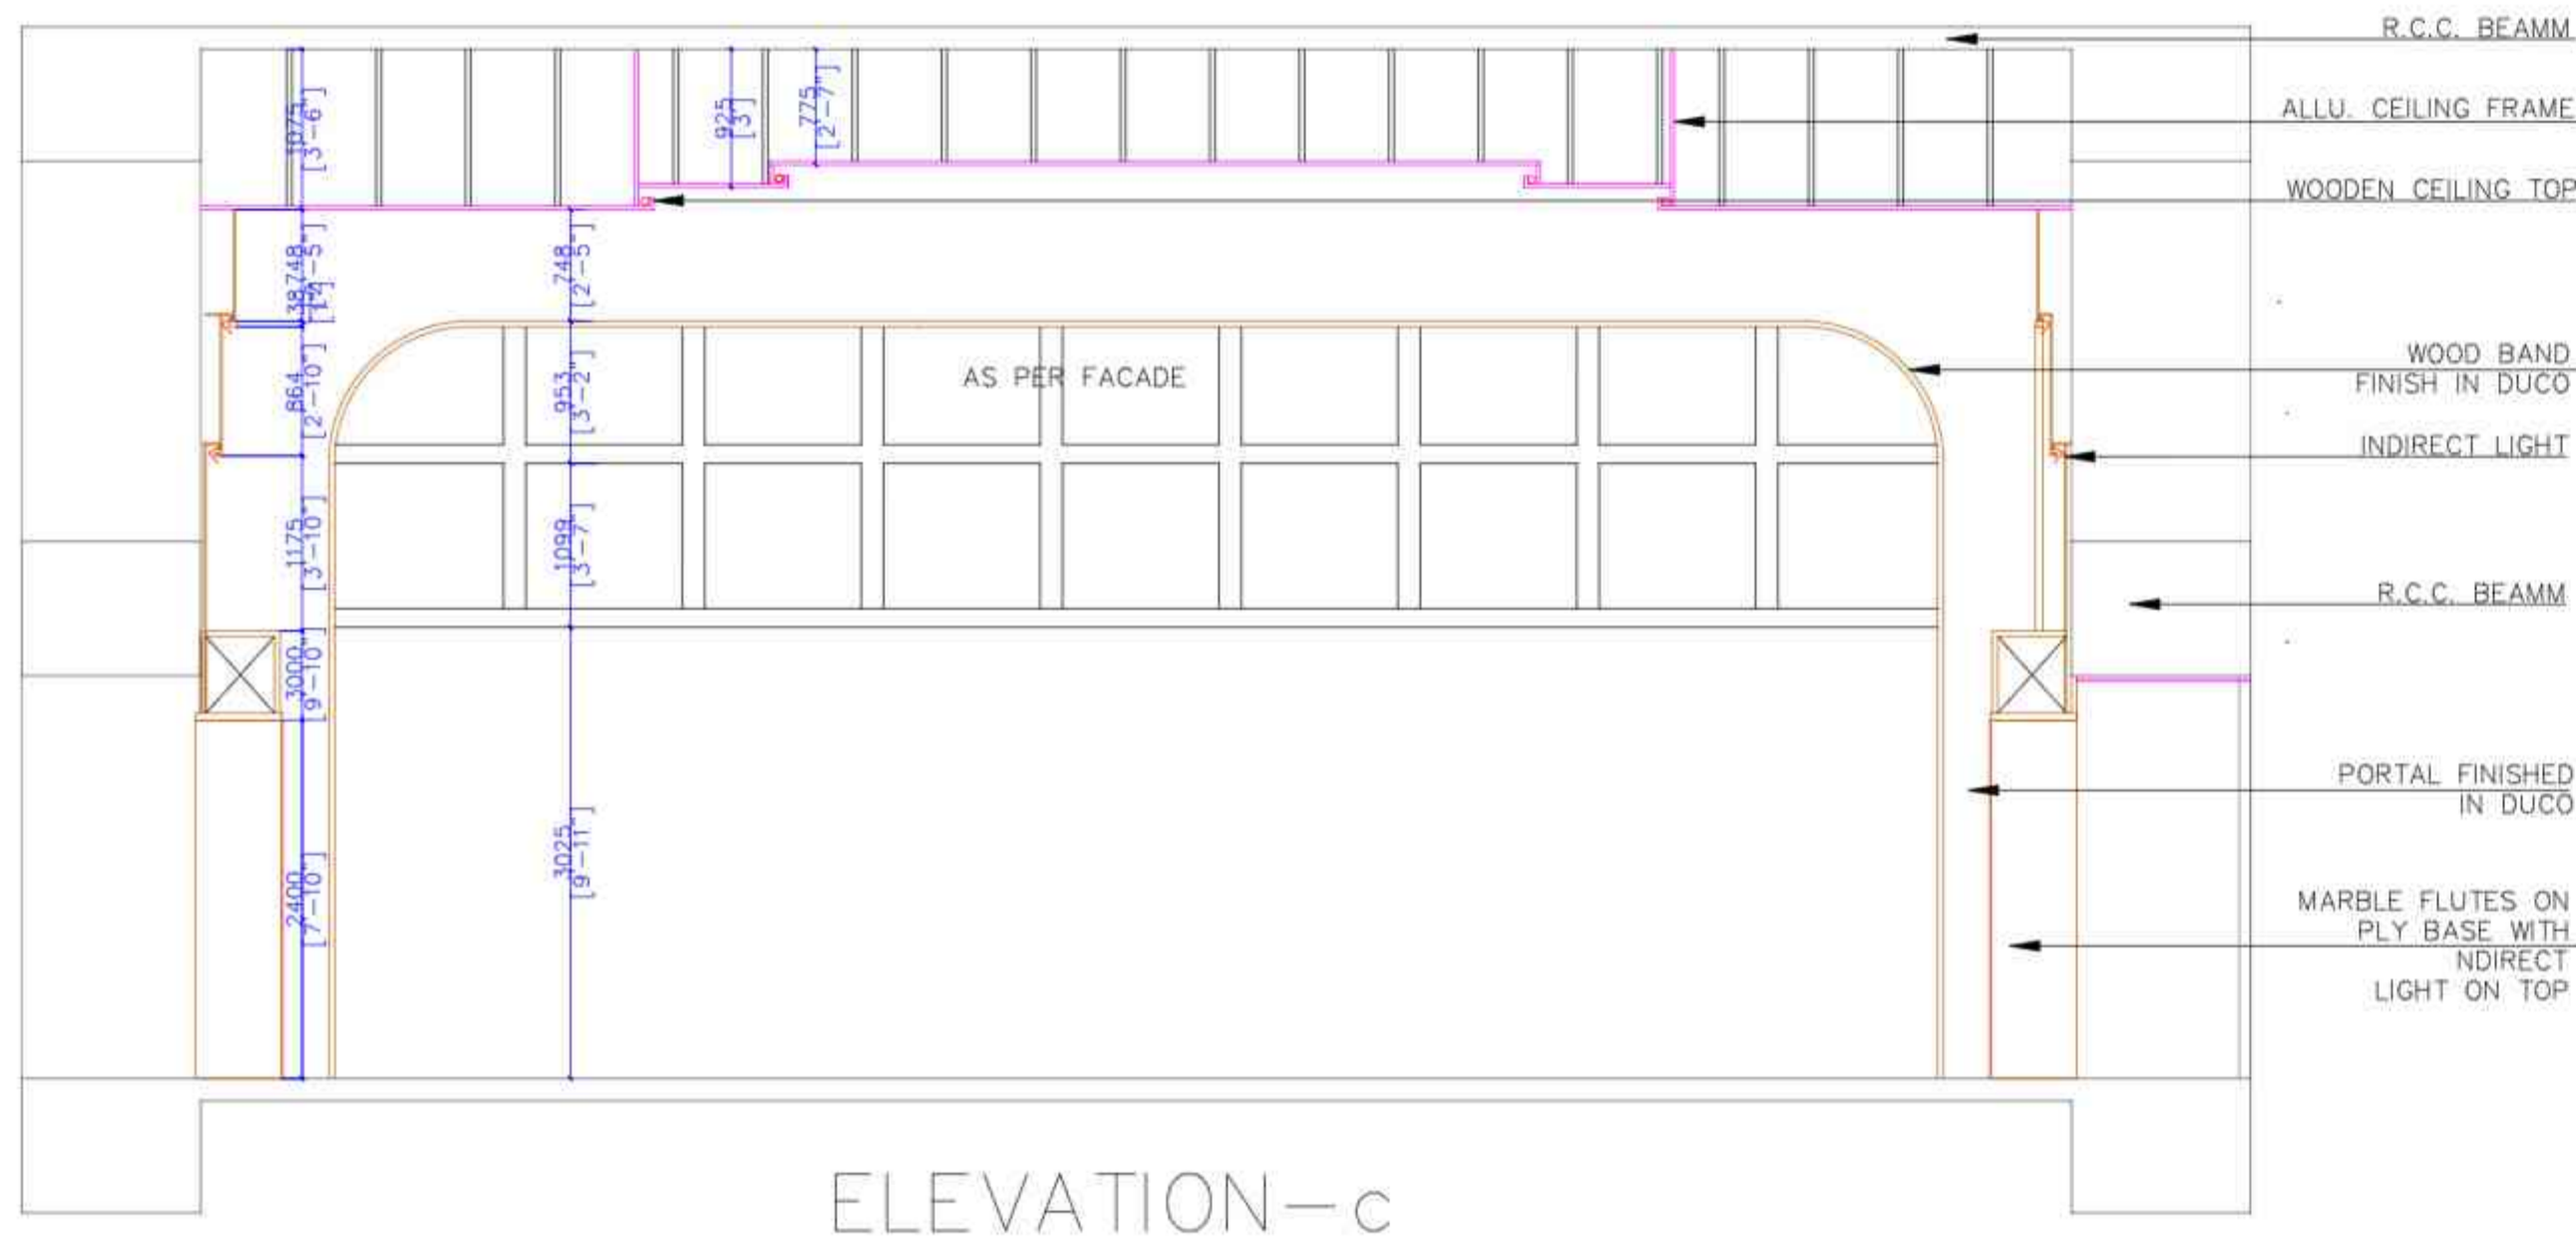 R.C.C. BEAMM
ALLU. CEILING FRAME
WOODEN CEILING TOP
WOOD BAND
FINISH IN DUCO
INDIRECT LIGHT
R.C.C. BEAMM
PORTAL FINISHED
IN DUCO
MARBLE FLUTES ON
PLY BASE WITH
NDIRECT
LIGHT ON TOP
1075
[3'-6"]
925
[3']
775
[2'-7"]
38748
[2'-5"]
748
[2'-5"]
864
[2'-10"]
953
[3'-2"]
AS PER FACADE
1175
[3'-10"]
1099
[3'-7"]
3000
[9'-10"]
3025
[9'-11"]
2400
[7'-10"]
ELEVATION-c